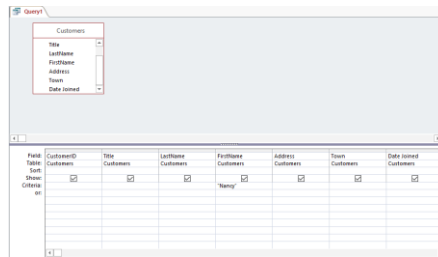 Query1
Customers
Title
LastName
FirstName
Address
Town
Date Joined
Field: CustomerID Title LastName FirstName Address Town Date Joined
Table: Customers Customers Customers Customers Customers Customers Customers
Sort:
Show:
Criteria: "Nancy"
or: